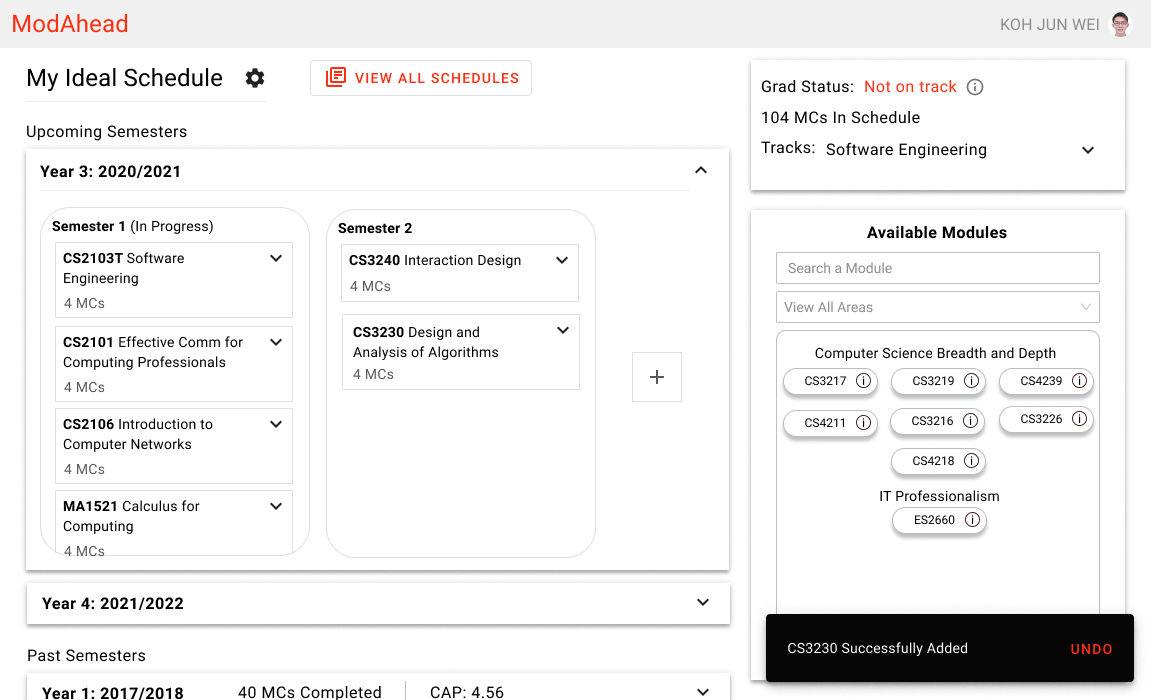 ModAhead
KOH JUN WEI
My Ideal Schedule
VIEW ALL SCHEDULES
Upcoming Semesters
Year 3: 2020/2021
Semester 1 (In Progress)
CS2103T Software
Engineering
4 MCs
CS2101 Effective Comm for
Computing Professionals
4 MCs
CS2106 Introduction to
Computer Networks
4 MCs
MA1521 Calculus for
Computing
4 MCs
Semester 2
CS3240 Interaction Design
4 MCs
CS3230 Design and
Analysis of Algorithms
4 MCs
+
Year 4: 2021/2022
Past Semesters
Year 1: 2017/2018 40 MCs Completed CAP: 4.56
Grad Status: Not on track
104 MCs In Schedule
Tracks: Software Engineering
Available Modules
Search a Module
View All Areas
Computer Science Breadth and Depth
CS3217 CS3219 CS4239
CS4211 CS3216 CS3226
CS4218
IT Professionalism
ES2660
CS3230 Successfully Added UNDO